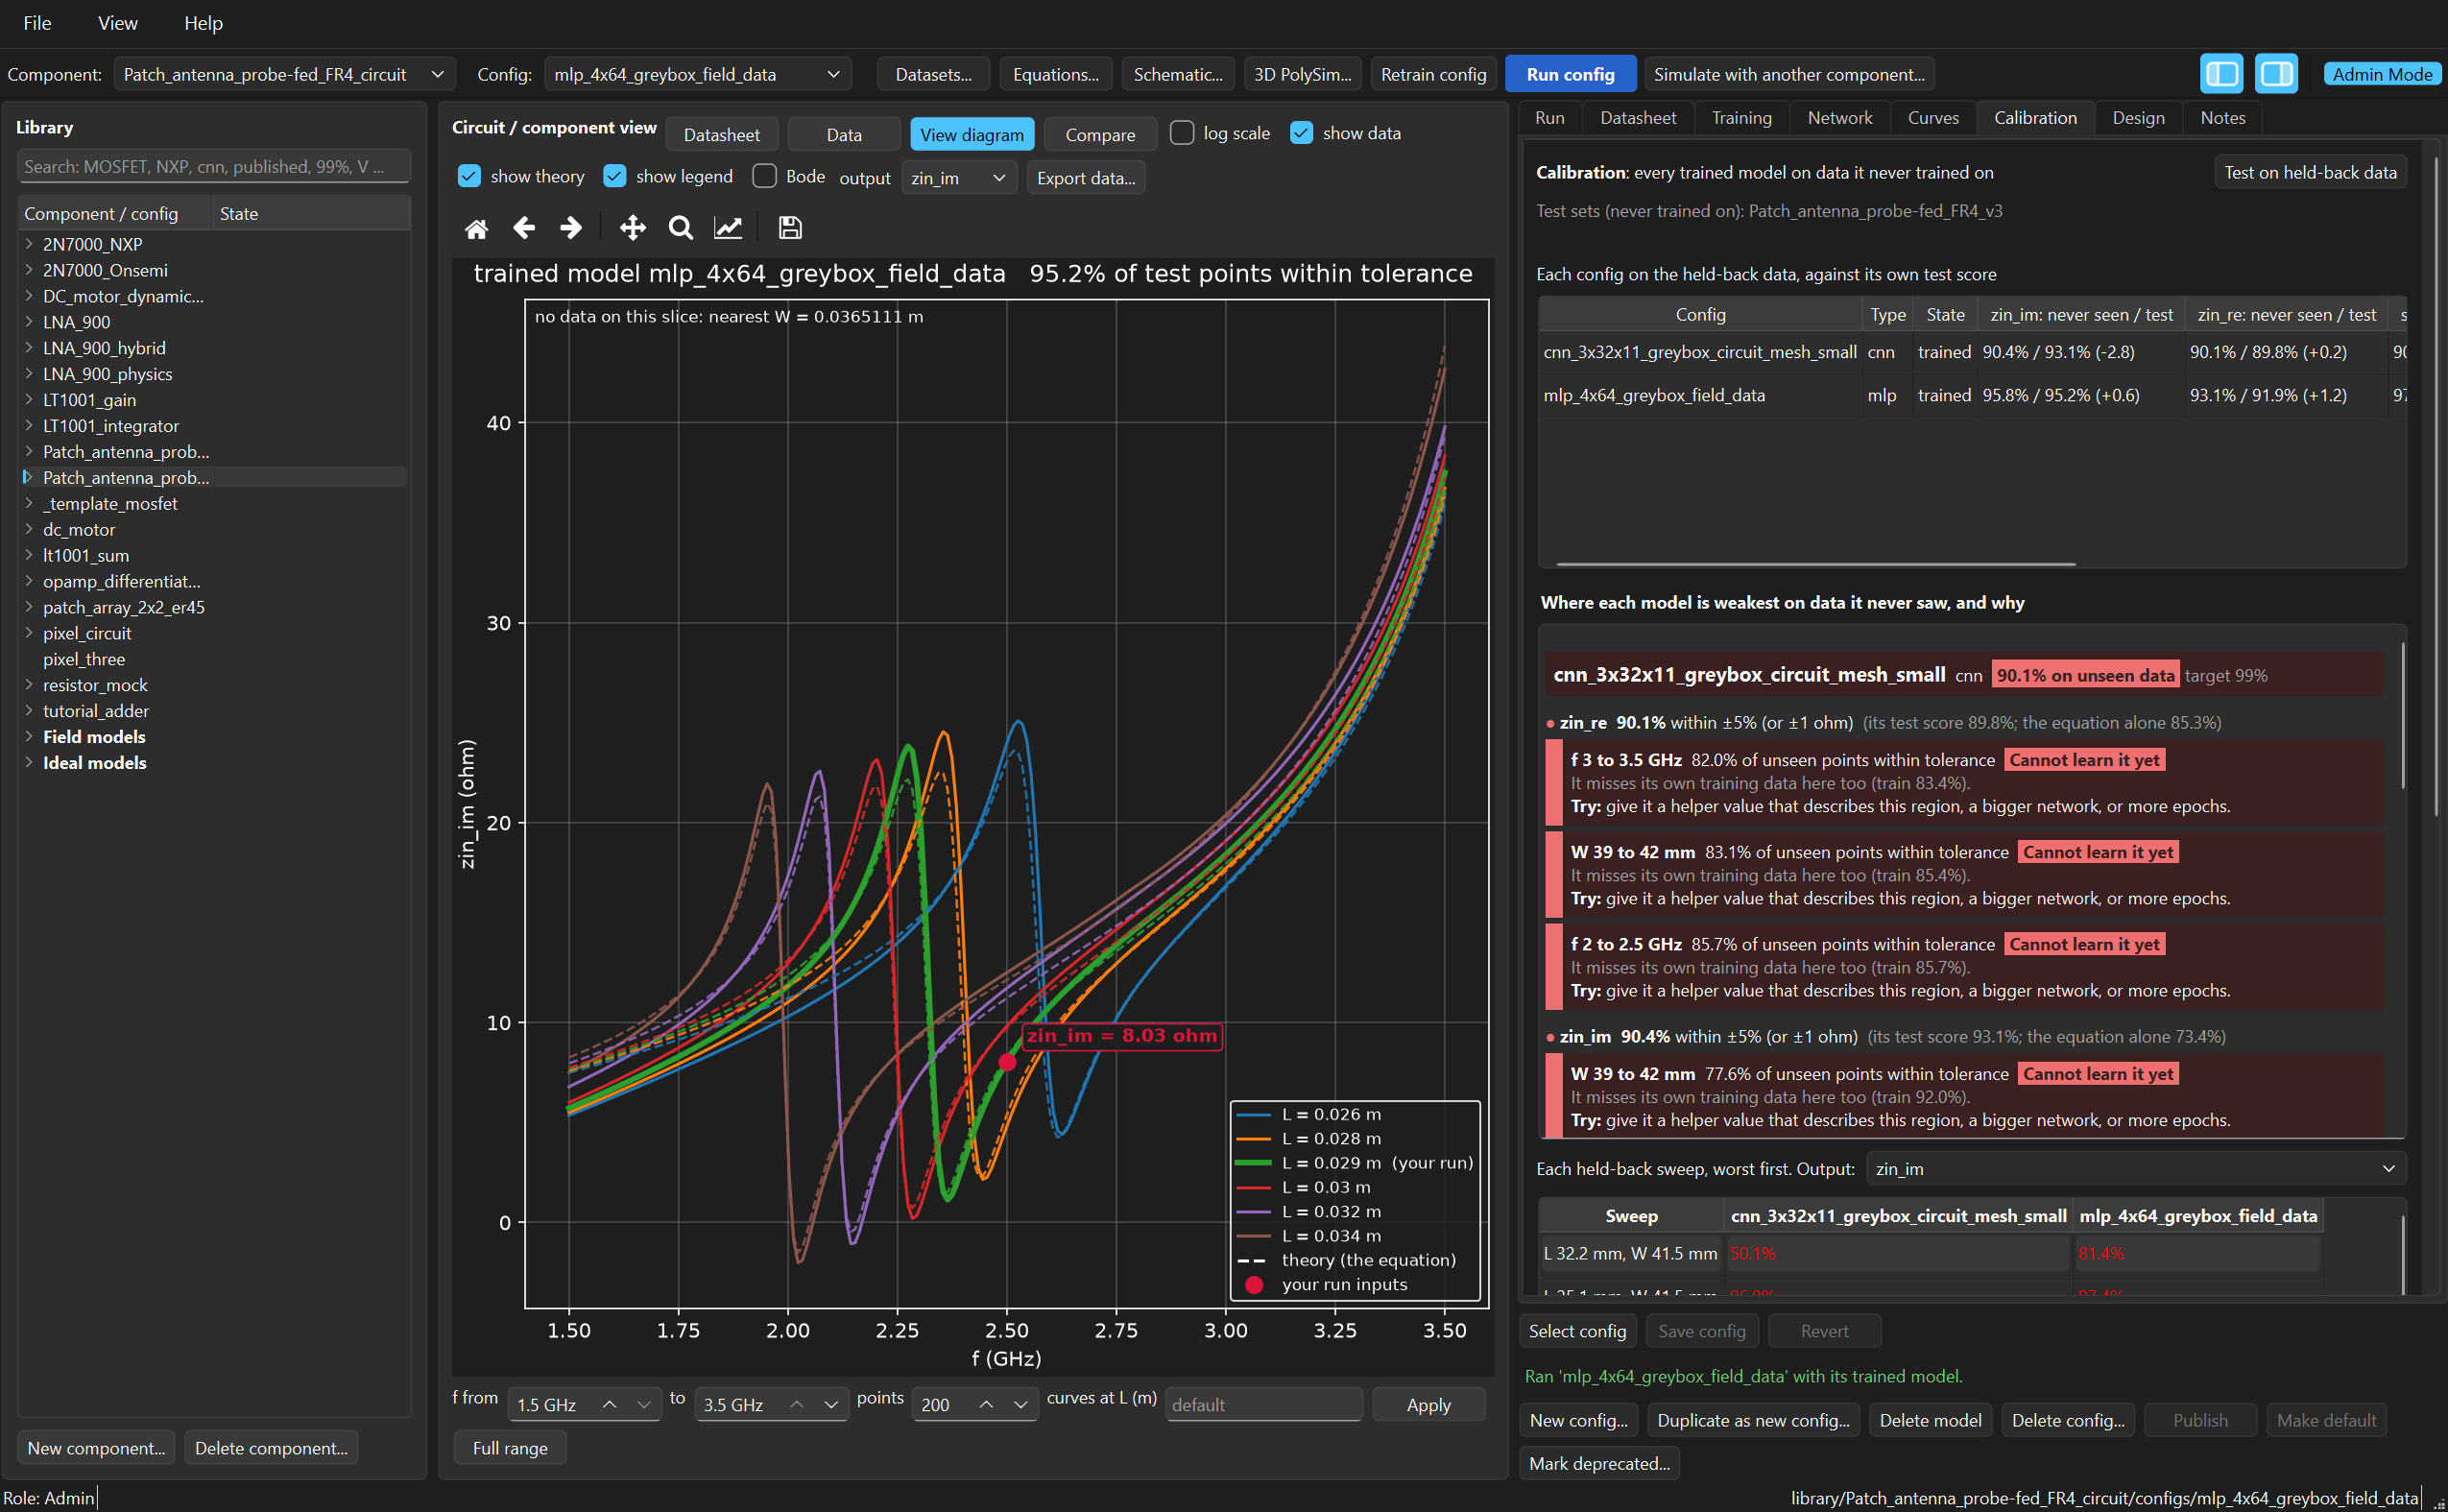 File View Help
Component: Patch_antenna_probe-fed_FR4_circuit Config: mlp_4x64_greybox_field_data Datasets... Equations... Schematic... 3D PolySim... Retrain config Run config Simulate with another component... Admin Mode
Library
Search: MOSFET, NXP, cnn, published, 99%, V ...
Component / config State
2N7000_NXP
2N7000_Onsemi
DC_motor_dynamic...
LNA_900
LNA_900_hybrid
LNA_900_physics
LT1001_gain
LT1001_integrator
Patch_antenna_prob...
Patch_antenna_prob...
_template_mosfet
dc_motor
lt1001_sum
opamp_differentiat...
patch_array_2x2_er45
pixel_circuit
pixel_three
resistor_mock
tutorial_adder
Field models
Ideal models
New component... Delete component...
Circuit / component view Datasheet Data View diagram Compare log scale show data
show theory show legend Bode output zin_im Export data...
trained model mlp_4x64_greybox_field_data 95.2% of test points within tolerance
no data on this slice: nearest W = 0.0365111 m
40
30
20
10
0
zin_im (ohm)
zin_im = 8.03 ohm
L = 0.026 m
L = 0.028 m
L = 0.029 m (your run)
L = 0.03 m
L = 0.032 m
L = 0.034 m
theory (the equation)
your run inputs
1.50 1.75 2.00 2.25 2.50 2.75 3.00 3.25 3.50
f (GHz)
f from 1.5 GHz to 3.5 GHz points 200 curves at L (m) default Apply
Full range
Run Datasheet Training Network Curves Calibration Design Notes
Calibration: every trained model on data it never trained on Test on held-back data
Test sets (never trained on): Patch_antenna_probe-fed_FR4_v3
Each config on the held-back data, against its own test score
Config Type State zin_im: never seen / test zin_re: never seen / test s
cnn_3x32x11_greybox_circuit_mesh_small cnn trained 90.4% / 93.1% (-2.8) 90.1% / 89.8% (+0.2) 90
mlp_4x64_greybox_field_data mlp trained 95.8% / 95.2% (+0.6) 93.1% / 91.9% (+1.2) 97
Where each model is weakest on data it never saw, and why
cnn_3x32x11_greybox_circuit_mesh_small cnn 90.1% on unseen data target 99%
• zin_re 90.1% within ±5% (or ±1 ohm) (its test score 89.8%; the equation alone 85.3%)
f 3 to 3.5 GHz 82.0% of unseen points within tolerance Cannot learn it yet
It misses its own training data here too (train 83.4%).
Try: give it a helper value that describes this region, a bigger network, or more epochs.
W 39 to 42 mm 83.1% of unseen points within tolerance Cannot learn it yet
It misses its own training data here too (train 85.4%).
Try: give it a helper value that describes this region, a bigger network, or more epochs.
f 2 to 2.5 GHz 85.7% of unseen points within tolerance Cannot learn it yet
It misses its own training data here too (train 85.7%).
Try: give it a helper value that describes this region, a bigger network, or more epochs.
• zin_im 90.4% within ±5% (or ±1 ohm) (its test score 93.1%; the equation alone 73.4%)
W 39 to 42 mm 77.6% of unseen points within tolerance Cannot learn it yet
It misses its own training data here too (train 92.0%).
Try: give it a helper value that describes this region, a bigger network, or more epochs.
Each held-back sweep, worst first. Output: zin_im
Sweep cnn_3x32x11_greybox_circuit_mesh_small mlp_4x64_greybox_field_data
L 32.2 mm, W 41.5 mm 50.1% 81.4%
Select config Save config Revert
Ran 'mlp_4x64_greybox_field_data' with its trained model.
New config... Duplicate as new config... Delete model Delete config... Publish Make default
Mark deprecated...
Role: Admin library/Patch_antenna_probe-fed_FR4_circuit/configs/mlp_4x64_greybox_field_data